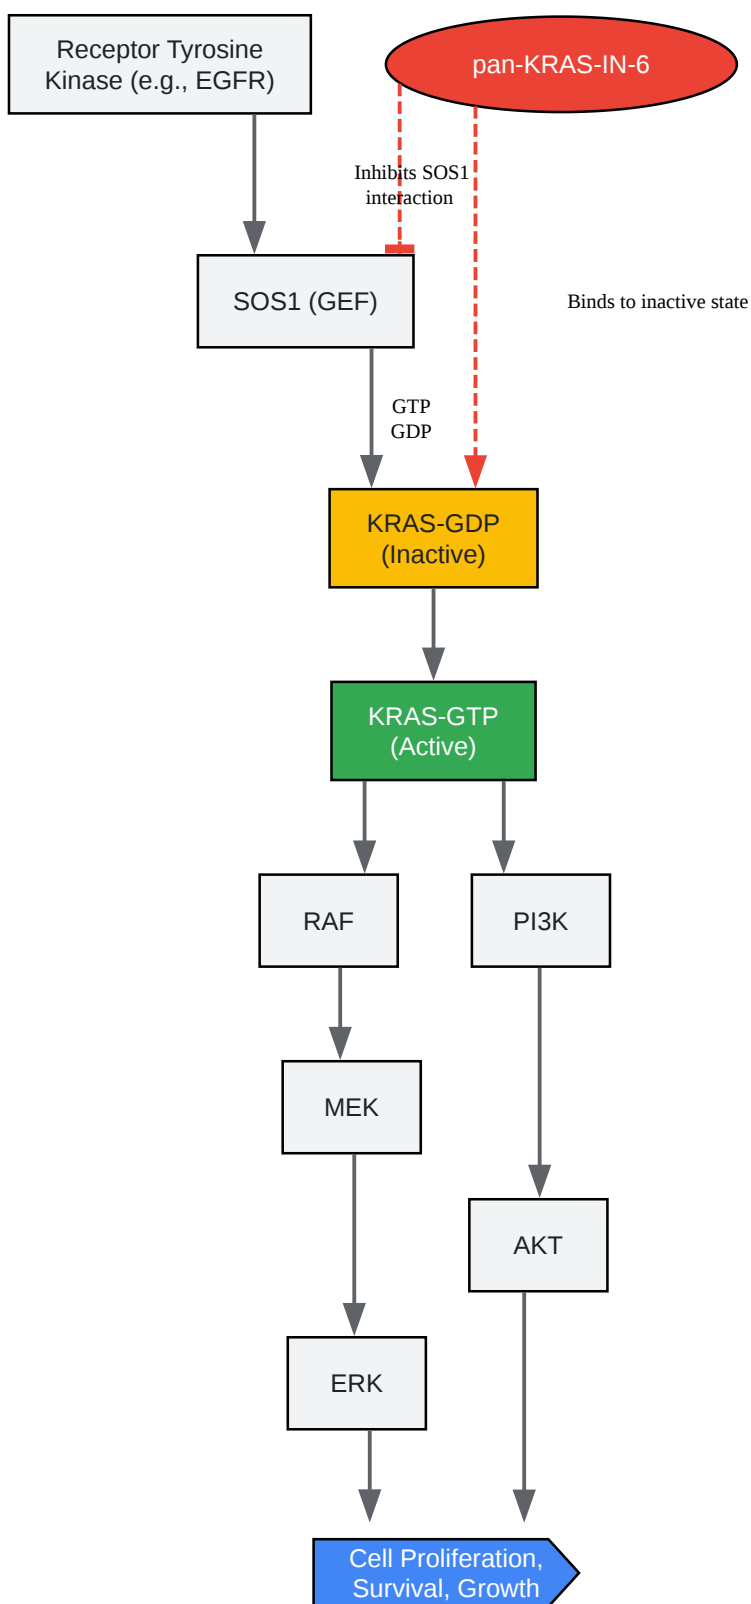 Receptor Tyrosine
Kinase (e.g., EGFR)
pan-KRAS-IN-6
Inhibits SOS1
interaction
SOS1 (GEF)
Binds to inactive state
GTP
GDP
KRAS-GDP
(Inactive)
KRAS-GTP
(Active)
RAF
PI3K
MEK
AKT
ERK
Cell Proliferation,
Survival, Growth